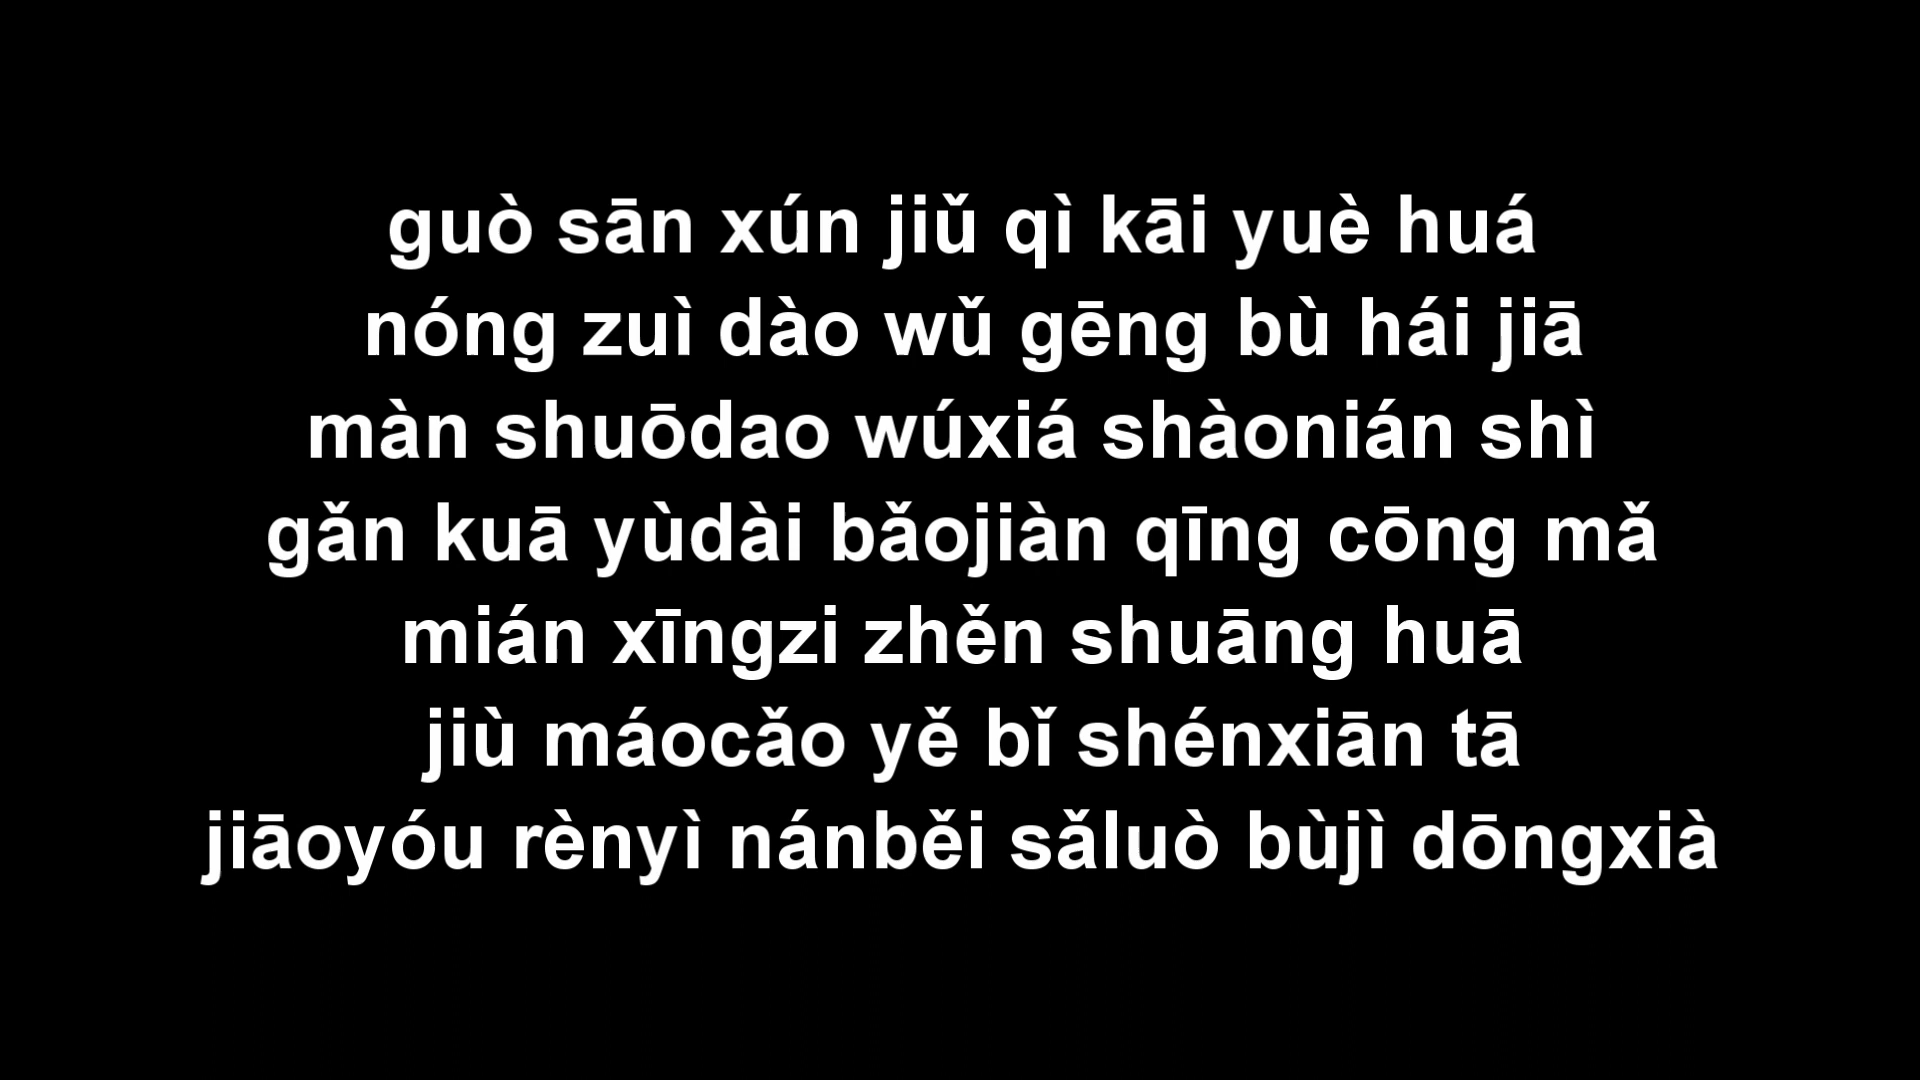 guò sān xún jiǔ qì kāi yuè huá
nóng zuì dào wǔ gēng bù hái jiā
màn shuōdao wúxiá shàonián shì
gǎn kuā yùdài bǎojiàn qīng cōng mǎ
mián xīngzi zhěn shuāng huā
jiù máocǎo yě bǐ shénxiān tā
jiāoyóu rènyì nánběi sǎluò bùjì dōngxià